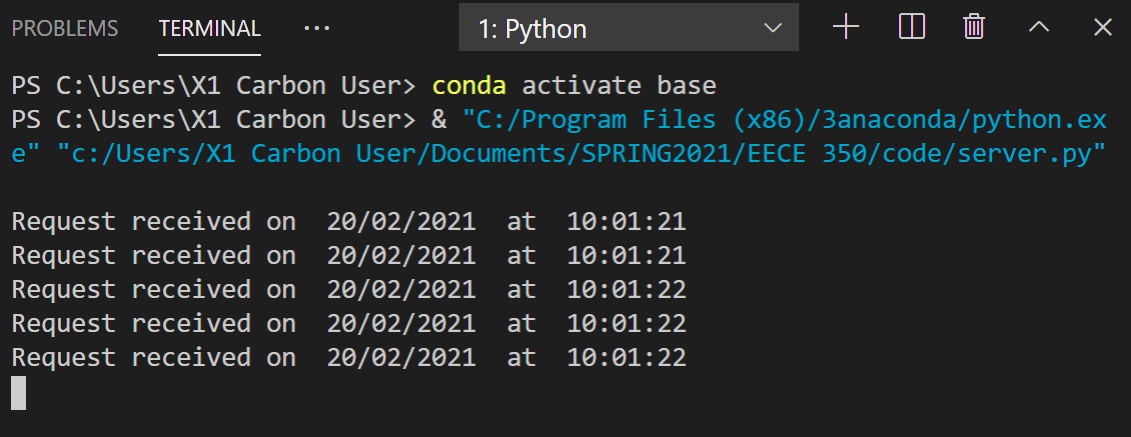 PROBLEMS TERMINAL ··· 1: Python
PS C:\Users\X1 Carbon User> conda activate base
PS C:\Users\X1 Carbon User> & "C:/Program Files (x86)/3anaconda/python.ex
e" "c:/Users/X1 Carbon User/Documents/SPRING2021/EECE 350/code/server.py"
Request received on  20/02/2021  at  10:01:21
Request received on  20/02/2021  at  10:01:21
Request received on  20/02/2021  at  10:01:22
Request received on  20/02/2021  at  10:01:22
Request received on  20/02/2021  at  10:01:22